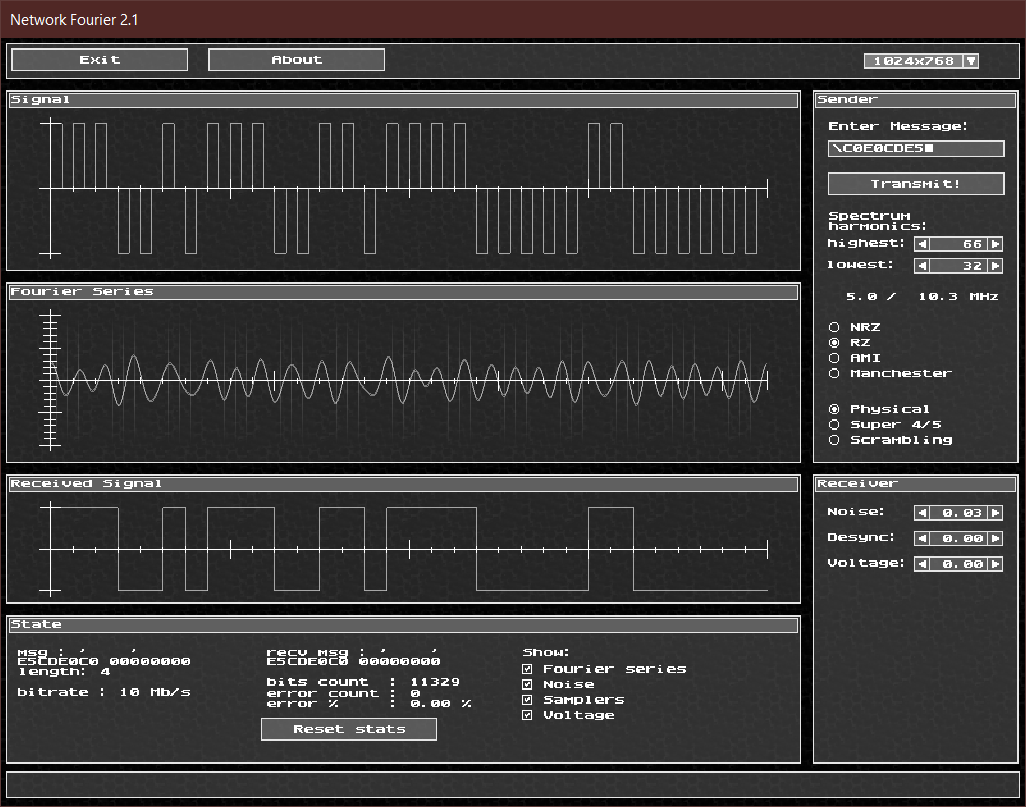 Network Fourier 2.1
Exit
About
1024x768
Signal
Fourier Series
Received Signal
State
msg : ' '
E5CDE0C0 00000000
length: 4
bitrate : 10 Mb/s
recv msg : ' '
E5CDE0C0 00000000
bits count : 11329
error count : 0
error % : 0.00 %
Reset stats
Show:
Fourier series
Noise
Samplers
Voltage
Sender
Enter Message:
\C0E0CDE5
Transmit!
Spectrum
harmonics:
highest: 66
lowest: 32
5.0 / 10.3 MHz
NRZ
RZ
AMI
Manchester
Physical
Super 4/5
Scrambling
Receiver
Noise: 0.03
Desync: 0.00
Voltage: 0.00